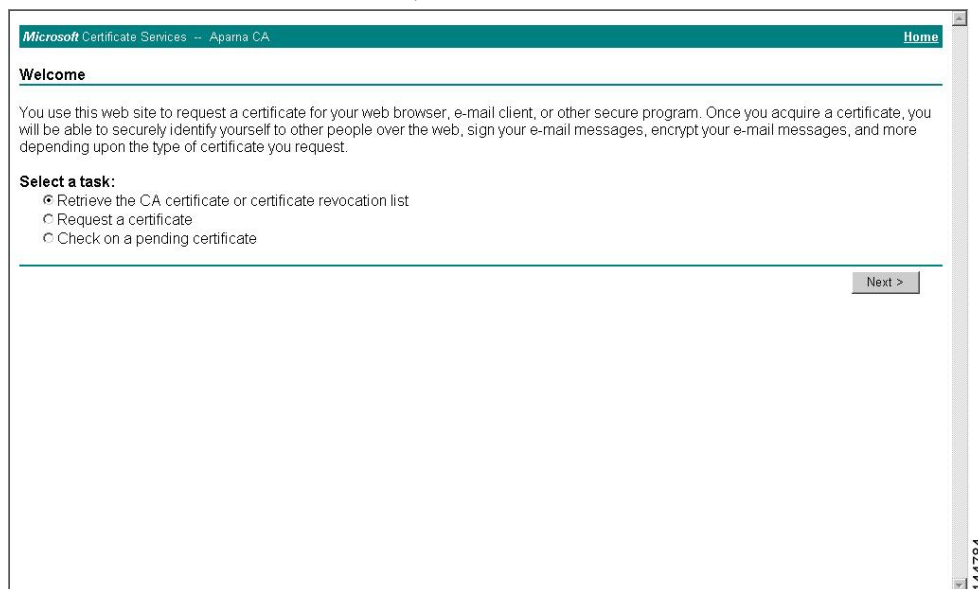 Microsoft Certificate Services -- Aparna CA Home
Welcome
You use this web site to request a certificate for your web browser, e-mail client, or other secure program. Once you acquire a certificate, you
will be able to securely identify yourself to other people over the web, sign your e-mail messages, encrypt your e-mail messages, and more
depending upon the type of certificate you request.
Select a task:
Retrieve the CA certificate or certificate revocation list
Request a certificate
Check on a pending certificate
Next >
144784